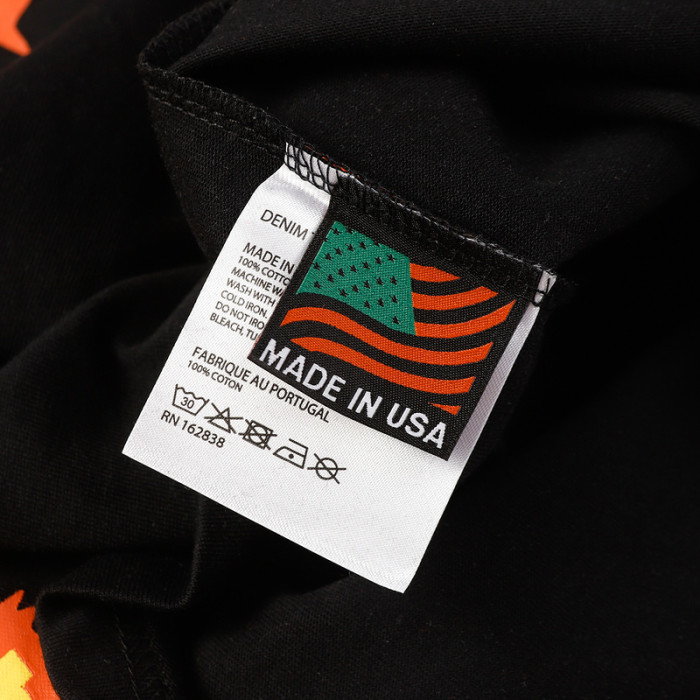 DENIM
MADE IN
100% COTTO
MACHINE WA
WASH WITH
COLD IRON,
DO NOT IRO
BLEACH, TU
FABRIQUE AU PORTUGAL
100% COTON
30
RN 162838
MADE IN USA